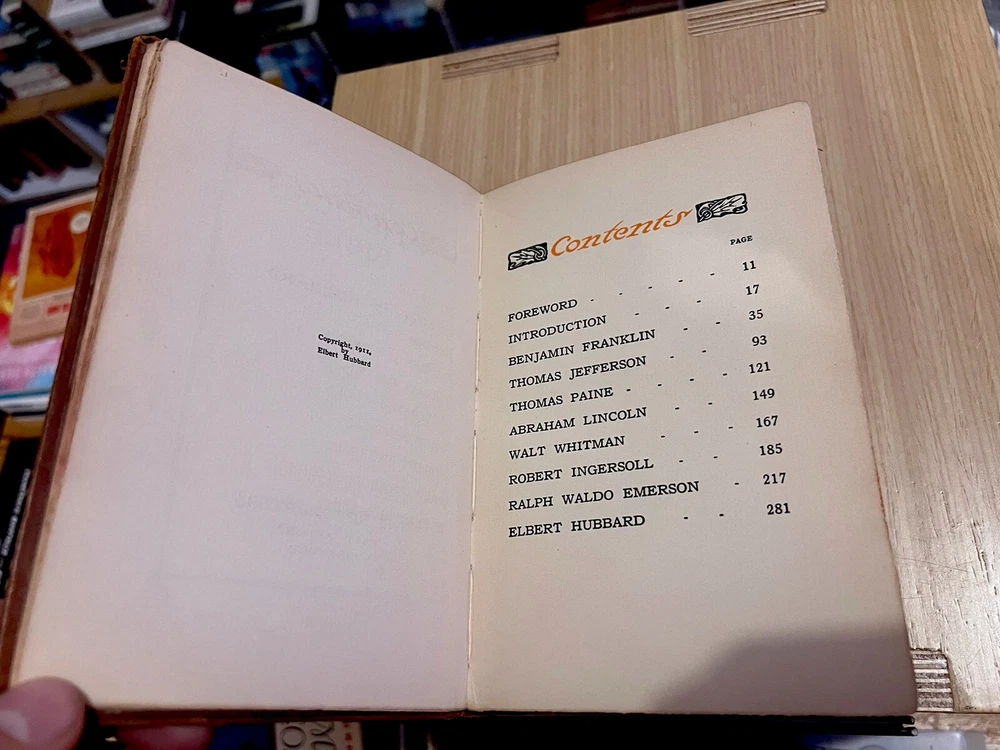 Copyright, 1911,
by
Elbert Hubbard
Contents
PAGE
FOREWORD - - - - - 11
INTRODUCTION - - - 17
BENJAMIN FRANKLIN - - 35
THOMAS JEFFERSON - - 93
THOMAS PAINE - - - - 121
ABRAHAM LINCOLN - - 149
WALT WHITMAN - - - 167
ROBERT INGERSOLL - - 185
RALPH WALDO EMERSON - 217
ELBERT HUBBARD - - 281